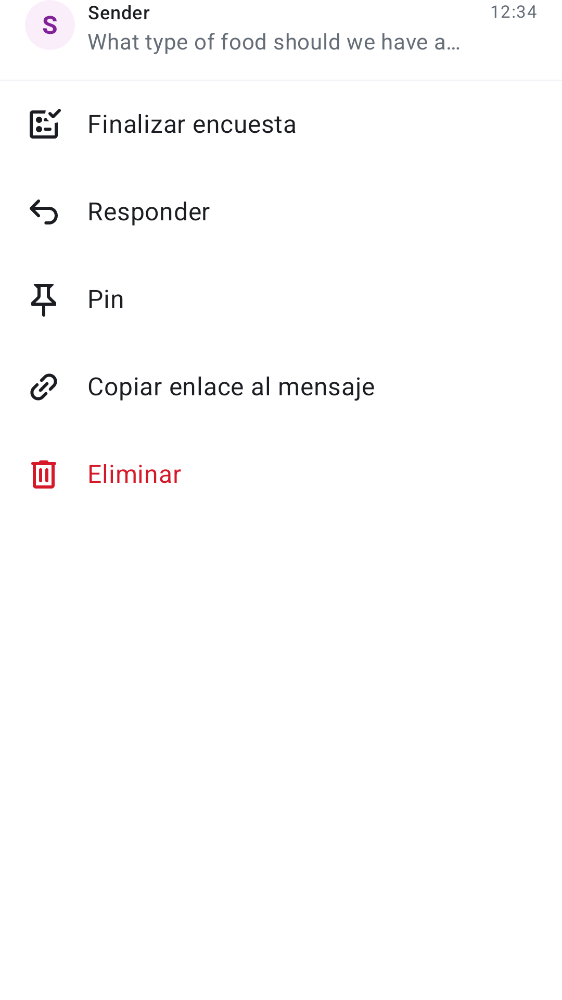 S
Sender
12:34
What type of food should we have a…
Finalizar encuesta
Responder
Pin
Copiar enlace al mensaje
Eliminar